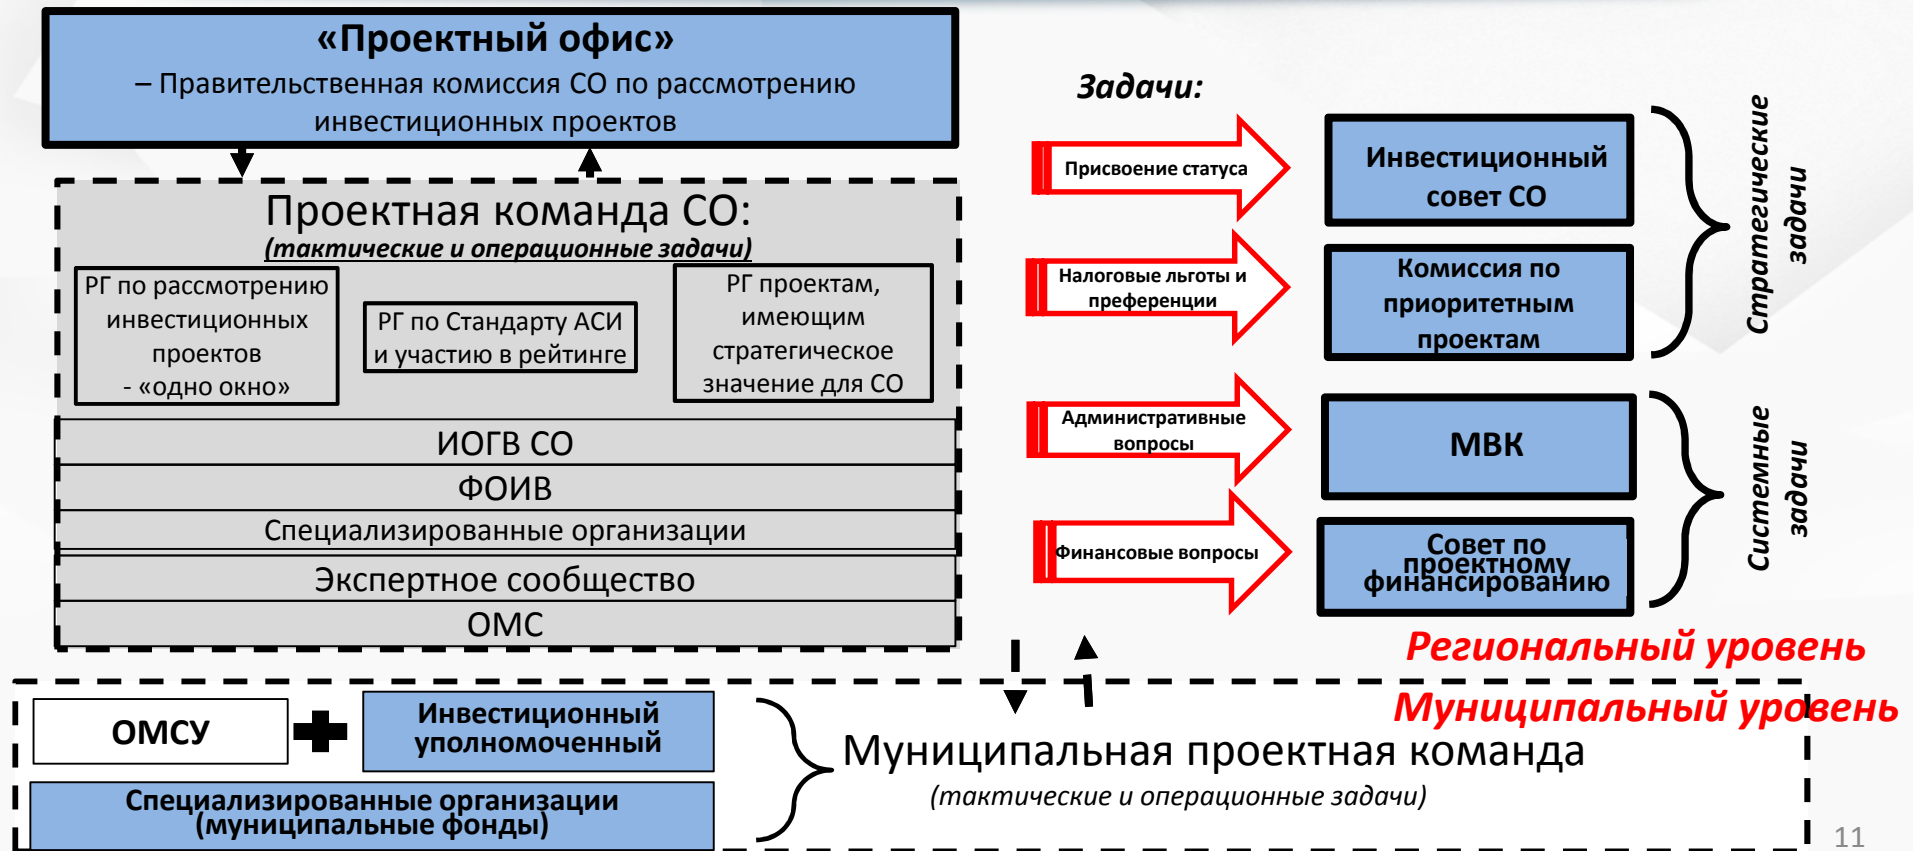 «Проектный офис»
– Правительственная комиссия СО по рассмотрению
инвестиционных проектов
Проектная команда СО:
(тактические и операционные задачи)
РГ по рассмотрению
инвестиционных
проектов
- «одно окно»
РГ по Стандарту АСИ
и участию в рейтинге
РГ проектам,
имеющим
стратегическое
значение для СО
ИОГВ СО
ФОИВ
Специализированные организации
Экспертное сообщество
ОМС
Задачи:
Присвоение статуса
Инвестиционный
совет СО
Налоговые льготы и
преференции
Комиссия по
приоритетным
проектам
Стратегические
задачи
Административные
вопросы
МВК
Финансовые вопросы
Совет по
проектному
финансированию
Системные
задачи
Региональный уровень
Муниципальный уровень
ОМСУ
Инвестиционный
уполномоченный
Специализированные организации
(муниципальные фонды)
Муниципальная проектная команда
(тактические и операционные задачи)
11